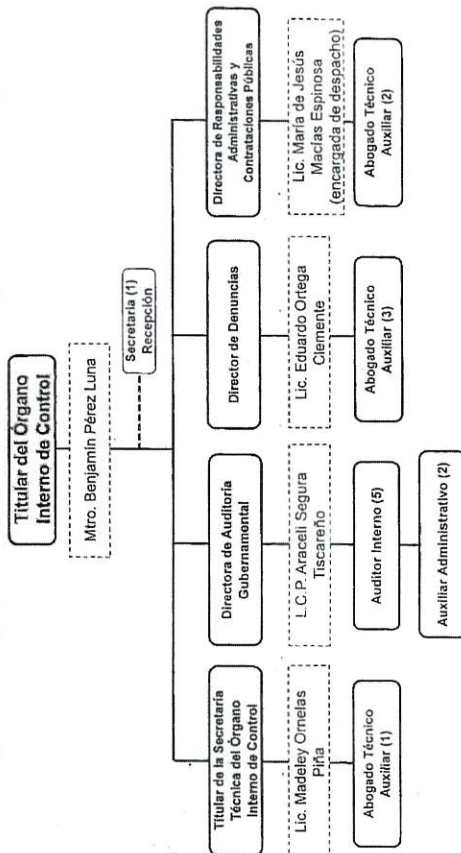 Titular del Órgano
Interno de Control
Mtro. Benjamín Pérez Luna
Secretaria (1)
Recepción
Titular de la Secretaría
Técnica del Órgano
Interno de Control
Lic. Madeley Ornelas
Piña
Abogado Técnico
Auxiliar (1)
Directora de Auditoría
Gubernamental
L.C.P. Araceli Segura
Tiscareño
Auditor Interno (5)
Auxiliar Administrativo (2)
Director de Denuncias
Lic. Eduardo Ortega
Clemente
Abogado Técnico
Auxiliar (3)
Directora de Responsabilidades
Administrativas y
Contrataciones Públicas
Lic. María de Jesús
Macías Espinosa
(encargada de despacho)
Abogado Técnico
Auxiliar (2)